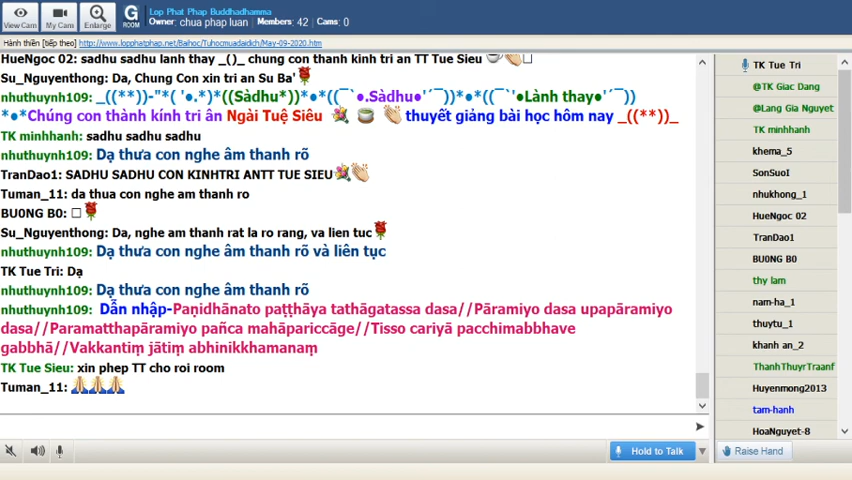 Lop Phat Phap Buddhadhamma
Owner: chua phap luan   Members: 42   Cams: 0
View Cam   My Cam   Enlarge   G ROOM
Hành thiền [tiếp theo] http://www.lopphatphap.net/Baihoc/Tuhocmuadaidich/May-09-2020.htm
HueNgoc 02: sadhu sadhu lanh thay _()_ chung con thanh kinh tri an TT Tue Sieu
Su_Nguyenthong: Da, Chung Con xin tri an Su Ba'
nhuthuynh109: _((**))-"*( '●.*)*((Sàdhu*))*●*((¯`'●.Sàdhu●'´¯))*●*((¯`'●Lành thay●'´¯))
*●*Chúng con thành kính tri ân Ngài Tuệ Siêu thuyết giảng bài học hôm nay _((**))_
TK minhhanh: sadhu sadhu sadhu
nhuthuynh109: Dạ thưa con nghe âm thanh rõ
TranDao1: SADHU SADHU CON KINHTRI ANTT TUE SIEU
Tuman_11: da thua con nghe am thanh ro
BU0NG B0:
Su_Nguyenthong: Da, nghe am thanh rat la ro rang, va lien tuc
nhuthuynh109: Dạ thưa con nghe âm thanh rõ và liên tục
TK Tue Tri: Dạ
nhuthuynh109: Dạ thưa con nghe âm thanh rõ
nhuthuynh109: Dẫn nhập-Paṇidhānato paṭṭhāya tathāgatassa dasa//Pāramiyo dasa upapāramiyo
dasa//Paramatthapāramiyo pañca mahāpariccāge//Tisso cariyā pacchimabbhave
gabbhā//Vakkantiṃ jātiṃ abhinikkhamanaṃ
TK Tue Sieu: xin phep TT cho roi room
Tuman_11:
Hold to Talk
Raise Hand
TK Tue Tri
@TK Giac Dang
@Lang Gia Nguyet
TK minhhanh
khema_5
SonSuoI
nhukhong_1
HueNgoc 02
TranDao1
BU0NG B0
thy lam
nam-ha_1
thuytu_1
khanh an_2
ThanhThuyrTraanf
Huyenmong2013
tam-hanh
HoaNguyet-8